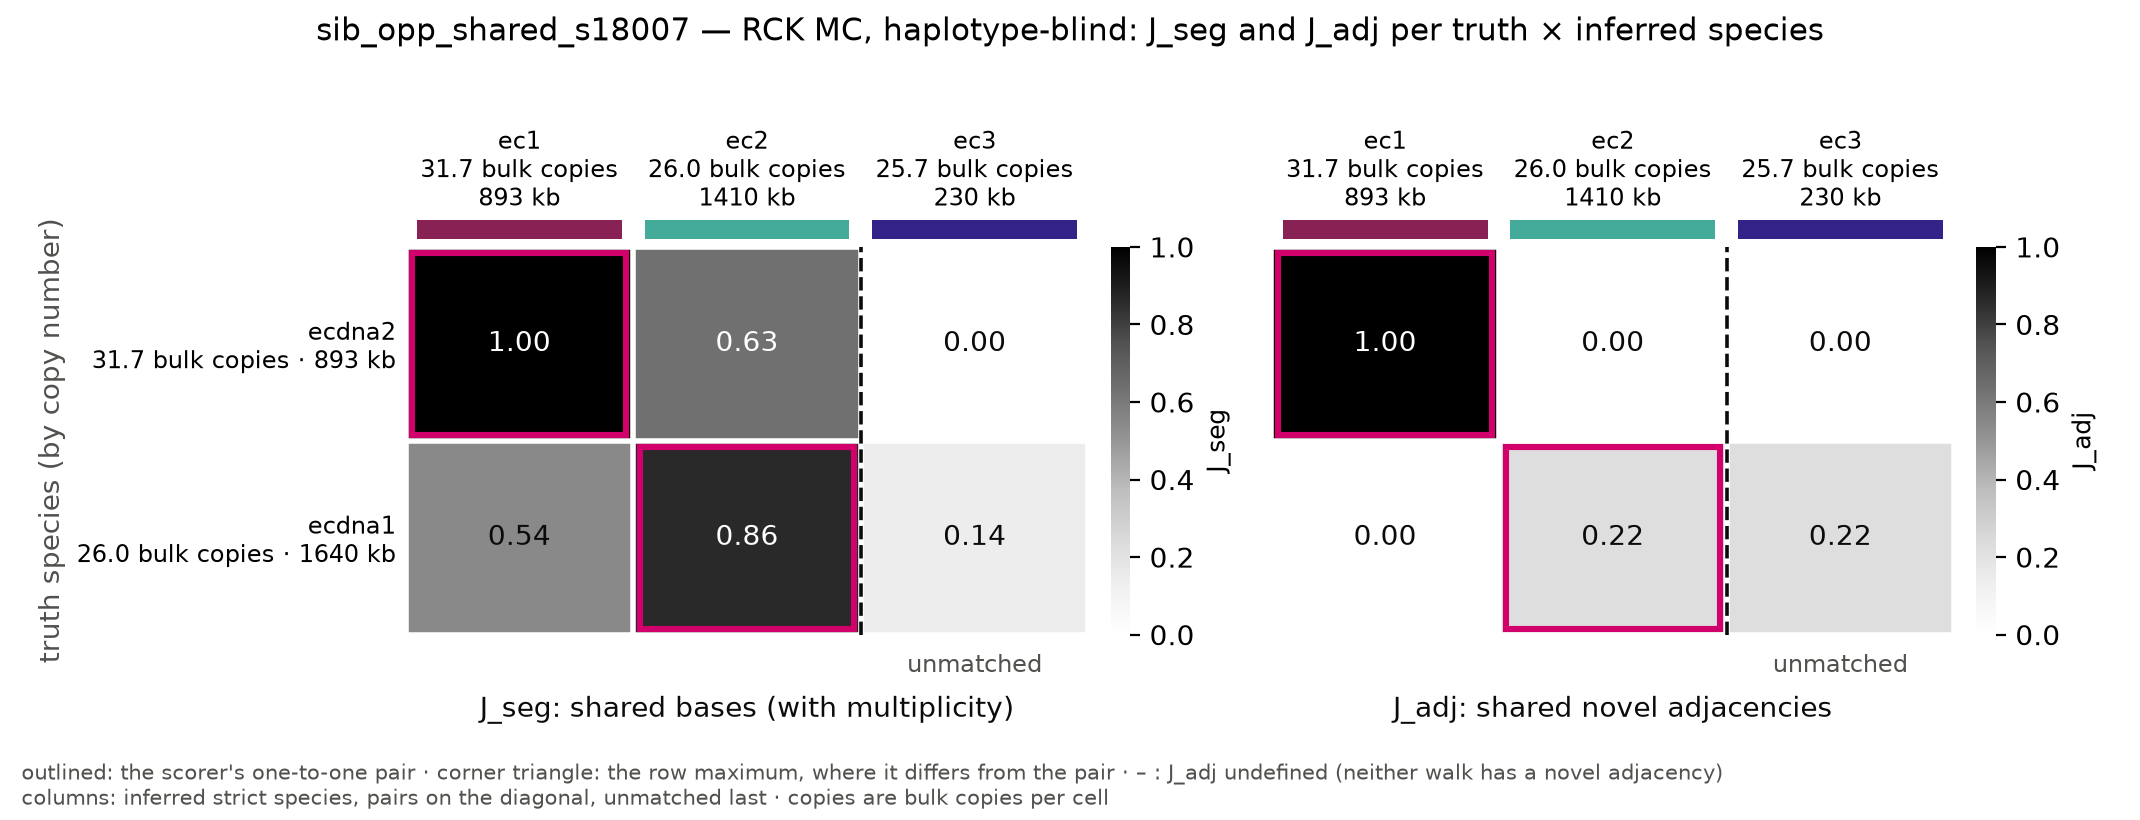 sib_opp_shared_s18007 — RCK MC, haplotype-blind: J_seg and J_adj per truth × inferred species
ec1
31.7 bulk copies
893 kb
ec2
26.0 bulk copies
1410 kb
ec3
25.7 bulk copies
230 kb
ec1
31.7 bulk copies
893 kb
ec2
26.0 bulk copies
1410 kb
ec3
25.7 bulk copies
230 kb
truth species (by copy number)
ecdna2
31.7 bulk copies · 893 kb
ecdna1
26.0 bulk copies · 1640 kb
1.00
0.63
0.00
0.54
0.86
0.14
1.0
0.8
0.6
0.4
0.2
0.0
J_seg
1.00
0.00
0.00
0.00
0.22
0.22
1.0
0.8
0.6
0.4
0.2
0.0
J_adj
unmatched
unmatched
J_seg: shared bases (with multiplicity)
J_adj: shared novel adjacencies
outlined: the scorer's one-to-one pair · corner triangle: the row maximum, where it differs from the pair · – : J_adj undefined (neither walk has a novel adjacency)
columns: inferred strict species, pairs on the diagonal, unmatched last · copies are bulk copies per cell